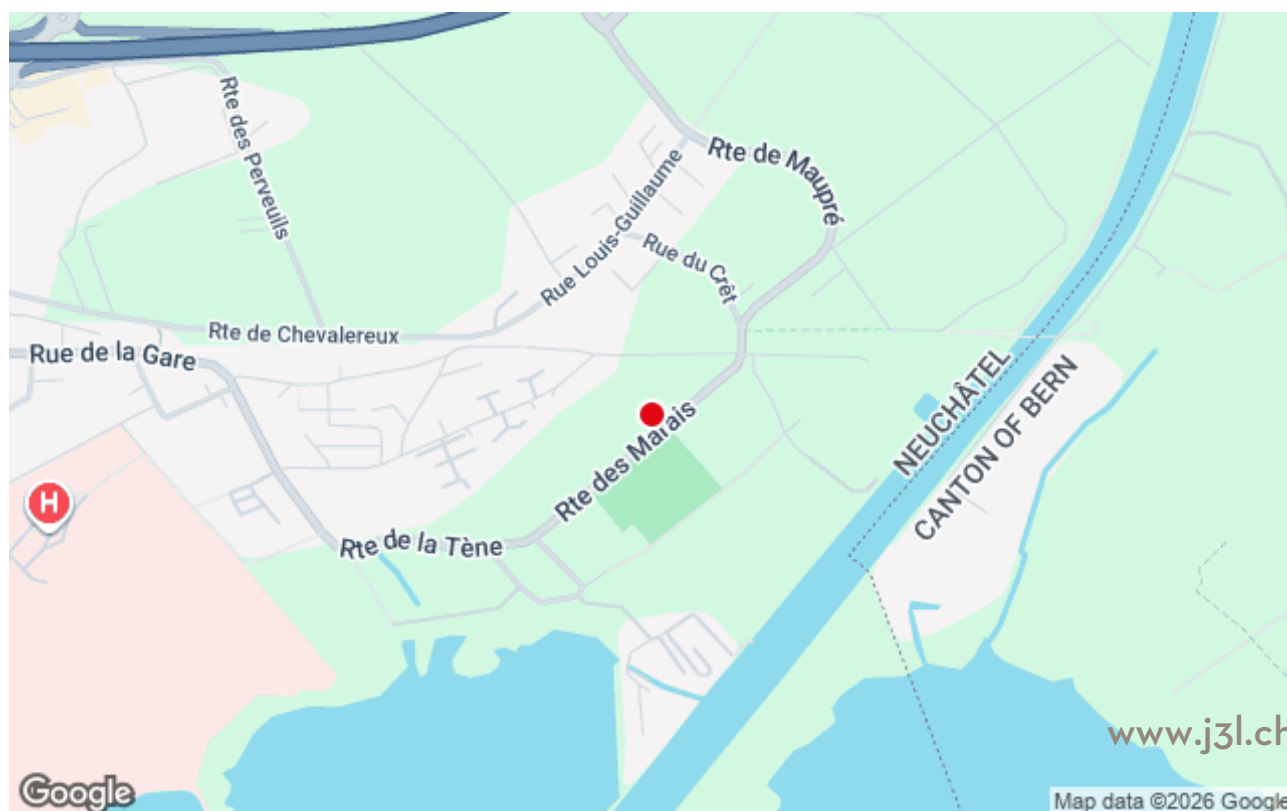 Rte des Perveuils
Rte de Maupré
Rue Louis-Guillaume
Rue du Crêt
Rte de Chevalereux
Rue de la Gare
NEUCHÂTEL
CANTON OF BERN
Rte des Marais
H
Rte de la Tène
www.j3l.ch
Google
Map data ©2026 Google